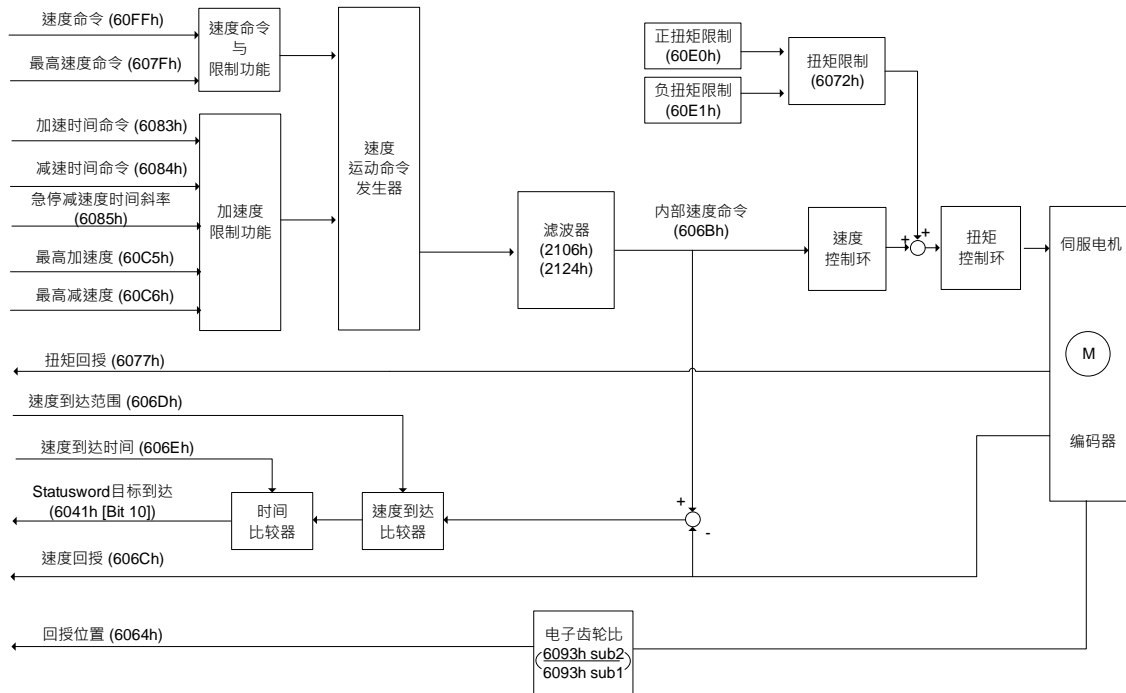 速度命令 (60FFh)
最高速度命令 (607Fh)
速度命令
与
限制功能
加速时间命令 (6083h)
减速时间命令 (6084h)
急停减速度时间斜率
(6085h)
最高加速度 (60C5h)
最高减速度 (60C6h)
加速度
限制功能
速度
运动命令
发生器
滤波器
(2106h)
(2124h)
内部速度命令
(606Bh)
正扭矩限制
(60E0h)
负扭矩限制
(60E1h)
扭矩限制
(6072h)
速度
控制环
+
+
扭矩
控制环
伺服电机
M
编码器
扭矩回授 (6077h)
速度到达范围 (606Dh)
速度到达时间 (606Eh)
Statusword目标到达
(6041h [Bit 10])
时间
比较器
速度到达
比较器
+
-
速度回授 (606Ch)
回授位置 (6064h)
电子齿轮比
(6093h sub2
6093h sub1)